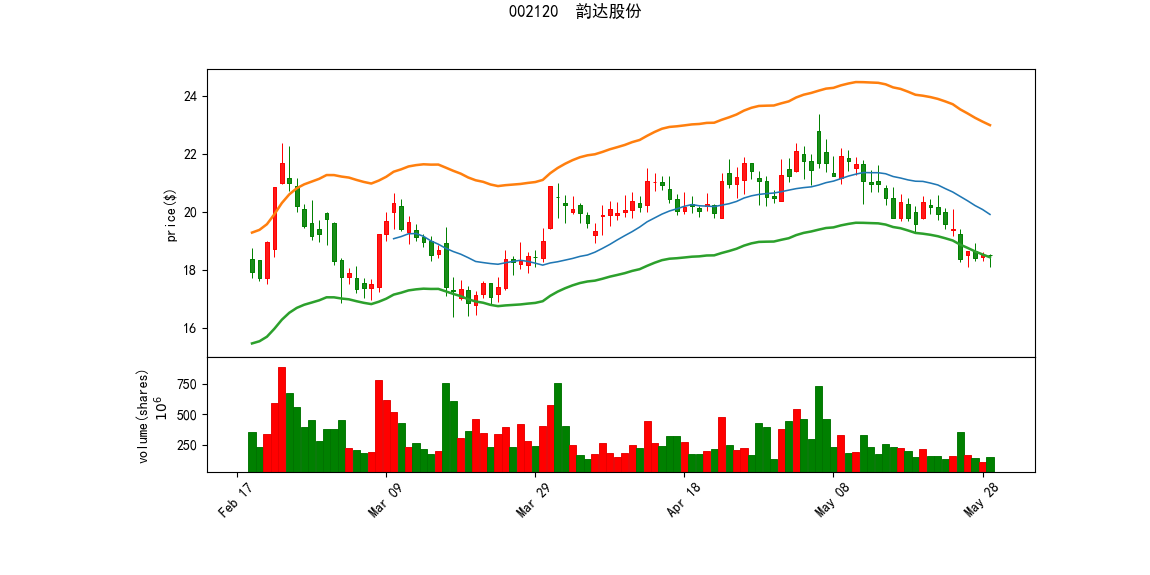 002120 韵达股份
24
22
20
18
16
price($)
750
500
250
volume(shares)
10^6
Feb 17
Mar 09
Mar 29
Apr 18
May 08
May 28